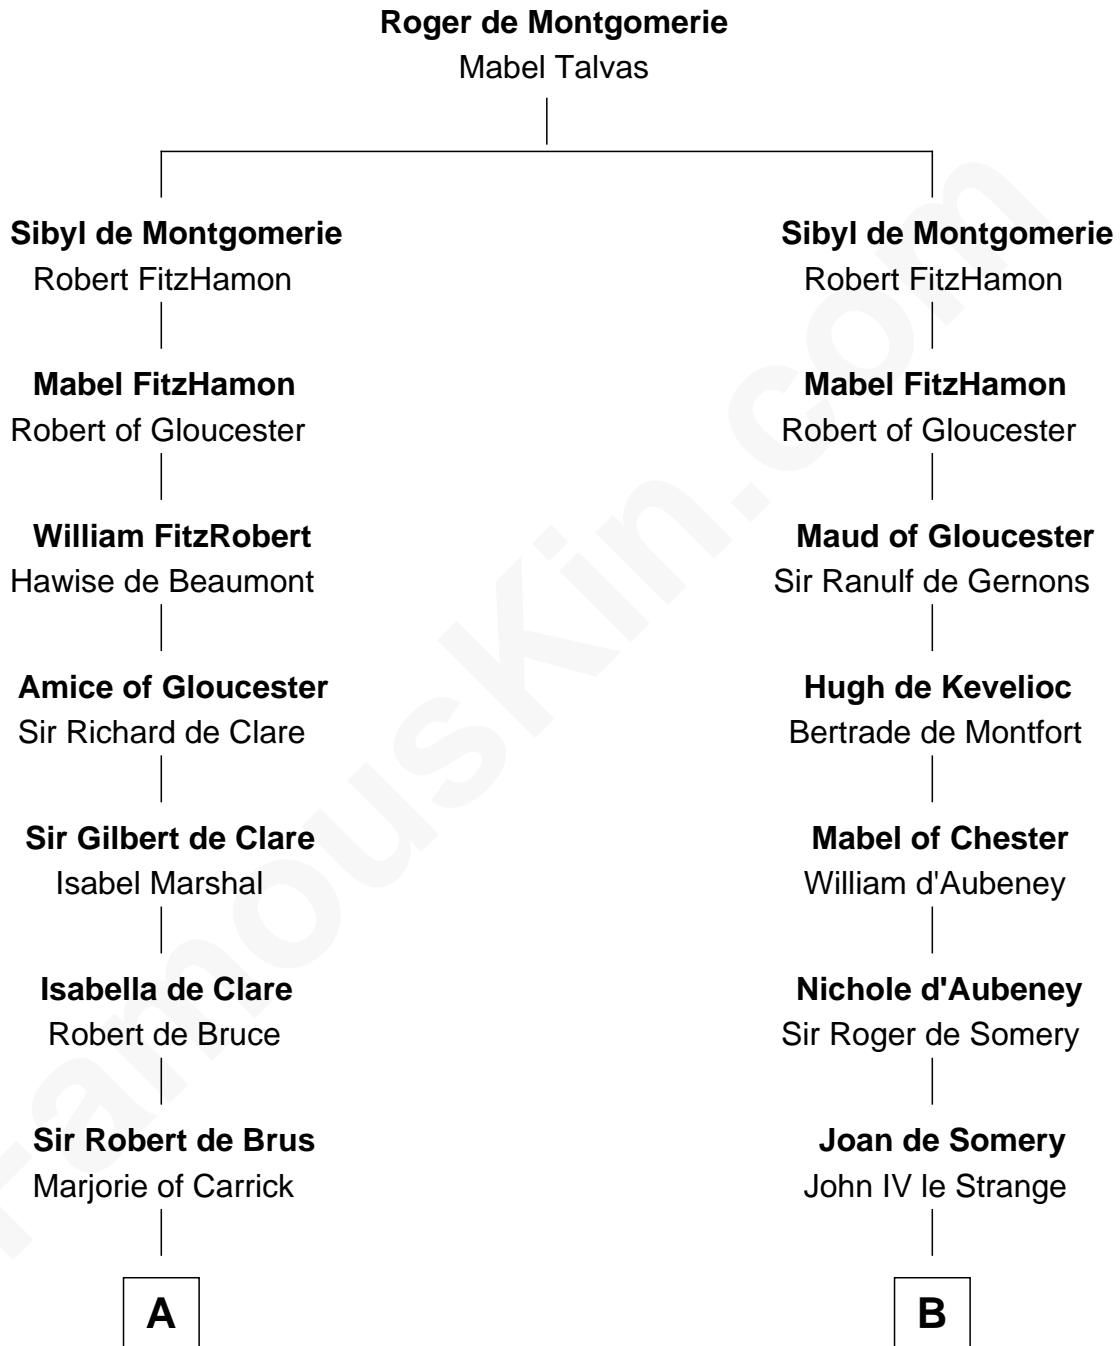 Roger de Montgomerie
Mabel Talvas
Sibyl de Montgomerie
Robert FitzHamon
Sibyl de Montgomerie
Robert FitzHamon
Mabel FitzHamon
Robert of Gloucester
Mabel FitzHamon
Robert of Gloucester
William FitzRobert
Hawise de Beaumont
Maud of Gloucester
Sir Ranulf de Gernons
Amice of Gloucester
Sir Richard de Clare
Hugh de Kevelioc
Bertrade de Montfort
Sir Gilbert de Clare
Isabel Marshal
Mabel of Chester
William d'Aubeney
Isabella de Clare
Robert de Bruce
Nichole d'Aubeney
Sir Roger de Somery
Sir Robert de Brus
Marjorie of Carrick
Joan de Somery
John IV le Strange
A
B
FamousKin.com